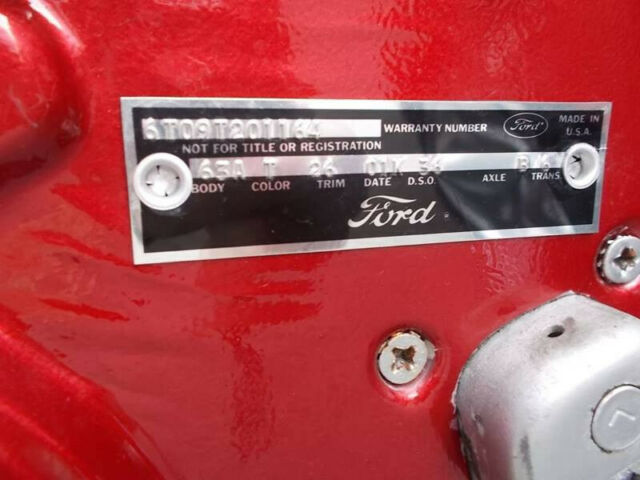 6T09T201164 WARRANTY NUMBER Ford MADE IN U.S.A.
NOT FOR TITLE OR REGISTRATION
63A T 26 01K 36
BODY COLOR TRIM DATE D.S.O. AXLE TRANS.
Ford